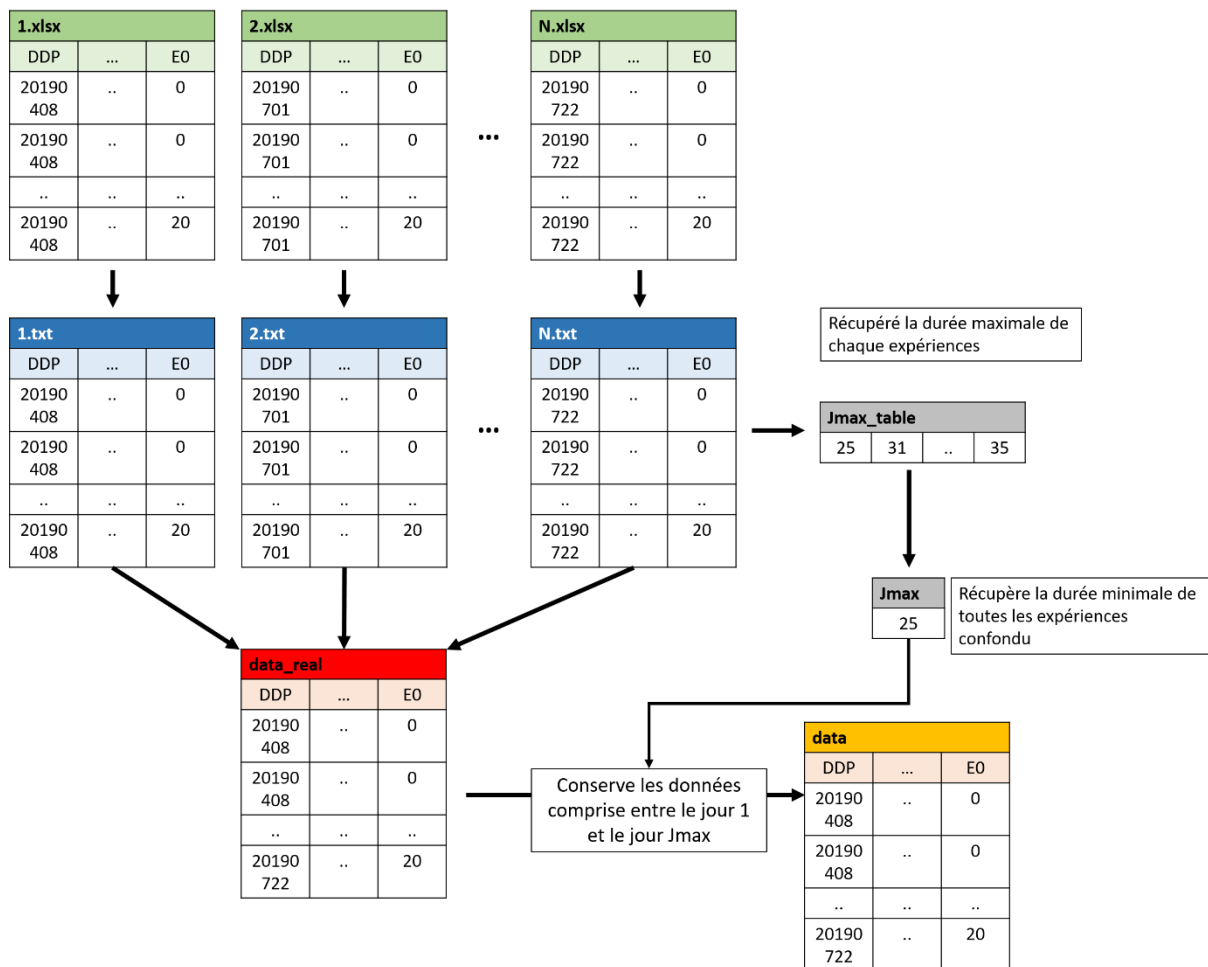 1.xlsx
DDP ... E0
20190
408 .. 0
20190
408 .. 0
.. .. ..
20190
408 .. 20
2.xlsx
DDP ... E0
20190
701 .. 0
20190
701 .. 0
.. .. ..
20190
701 .. 20
...
N.xlsx
DDP ... E0
20190
722 .. 0
20190
722 .. 0
.. .. ..
20190
722 .. 20
1.txt
DDP ... E0
20190
408 .. 0
20190
408 .. 0
.. .. ..
20190
408 .. 20
2.txt
DDP ... E0
20190
701 .. 0
20190
701 .. 0
.. .. ..
20190
701 .. 20
...
N.txt
DDP ... E0
20190
722 .. 0
20190
722 .. 0
.. .. ..
20190
722 .. 20
Récupéré la durée maximale de
chaque expériences
Jmax_table
25 31 .. 35
Jmax
25
Récupère la durée minimale de
toutes les expériences
confondu
data_real
DDP ... E0
20190
408 .. 0
20190
408 .. 0
.. .. ..
20190
722 .. 20
Conserve les données
comprise entre le jour 1
et le jour Jmax
data
DDP ... E0
20190
408 .. 0
20190
408 .. 0
.. .. ..
20190
722 .. 20